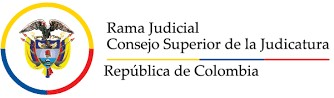 Rama Judicial
Consejo Superior de la Judicatura
República de Colombia